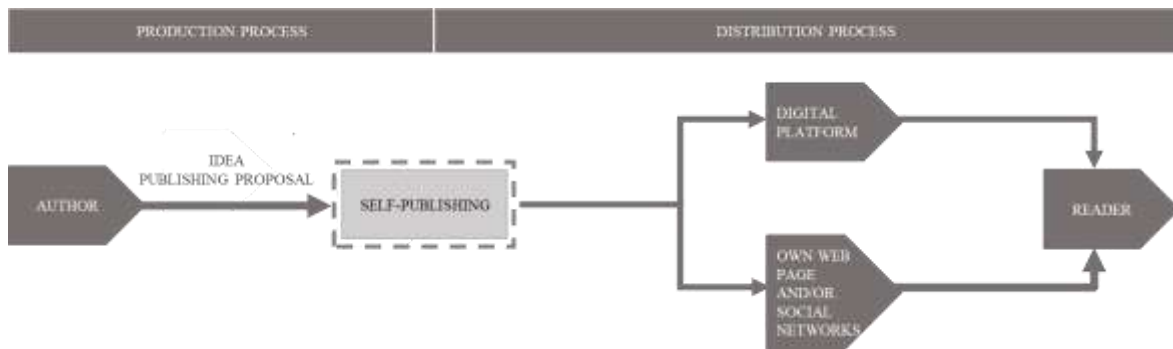 PRODUCTION PROCESS
DISTRIBUTION PROCESS
DIGITAL
PLATFORM
IDEA
PUBLISHING PROPOSAL
AUTHOR
SELF-PUBLISHING
READER
OWN WEB
PAGE
AND/OR
SOCIAL
NETWORKS